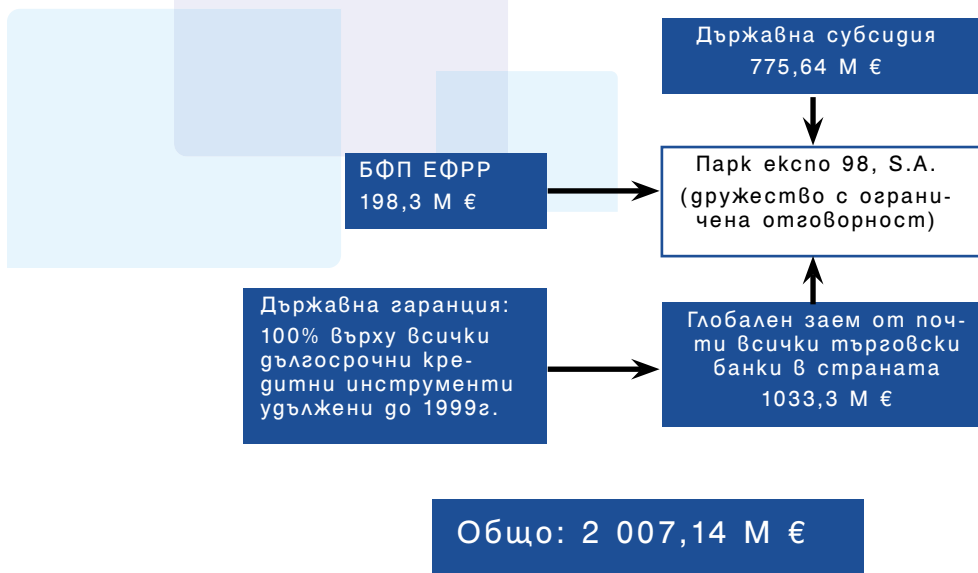 Държавна субсидия
775,64 М €
БФП ЕФРР
198,3 М €
Парк експо 98, S.A.
(дружество с ограни-
чена отговорност)
Държавна гаранция:
100% върху всички
дългосрочни кре-
дитни инструменти
удължени до 1999г.
Глобален заем от поч-
ти всички търговски
банки в страната
1033,3 М €
Общо: 2 007,14 М €